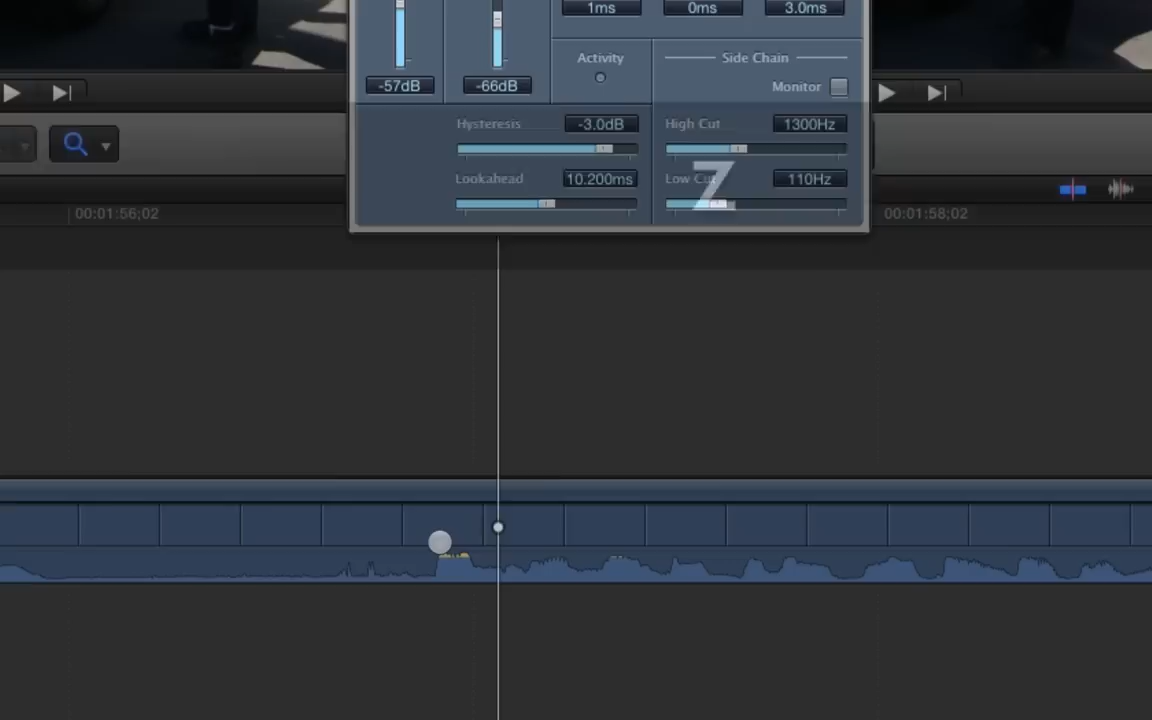 1ms 0ms 3.0ms
Activity
Side Chain
-57dB -66dB
Monitor
Hysteresis -3.0dB
High Cut 1300Hz
Z
Lookahead 10.200ms
Low Cut 110Hz
00:01:56;02 00:01:58;02